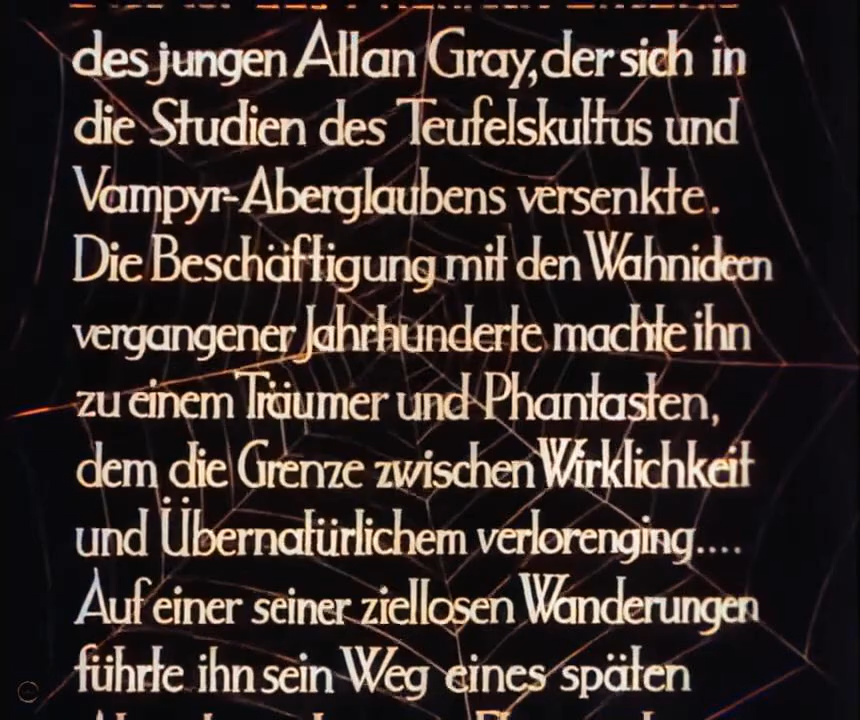 des jungen Allan Gray, der sich in
die Studien des Teufelskultus und
Vampyr-Aberglaubens versenkte.
Die Beschäftigung mit den Wahnideen
vergangener Jahrhunderte machte ihn
zu einem Träumer und Phantasten,
dem die Grenze zwischen Wirklichkeit
und Übernatürlichem verlorenging....
Auf einer seiner ziellosen Wanderungen
führte ihn sein Weg eines späten